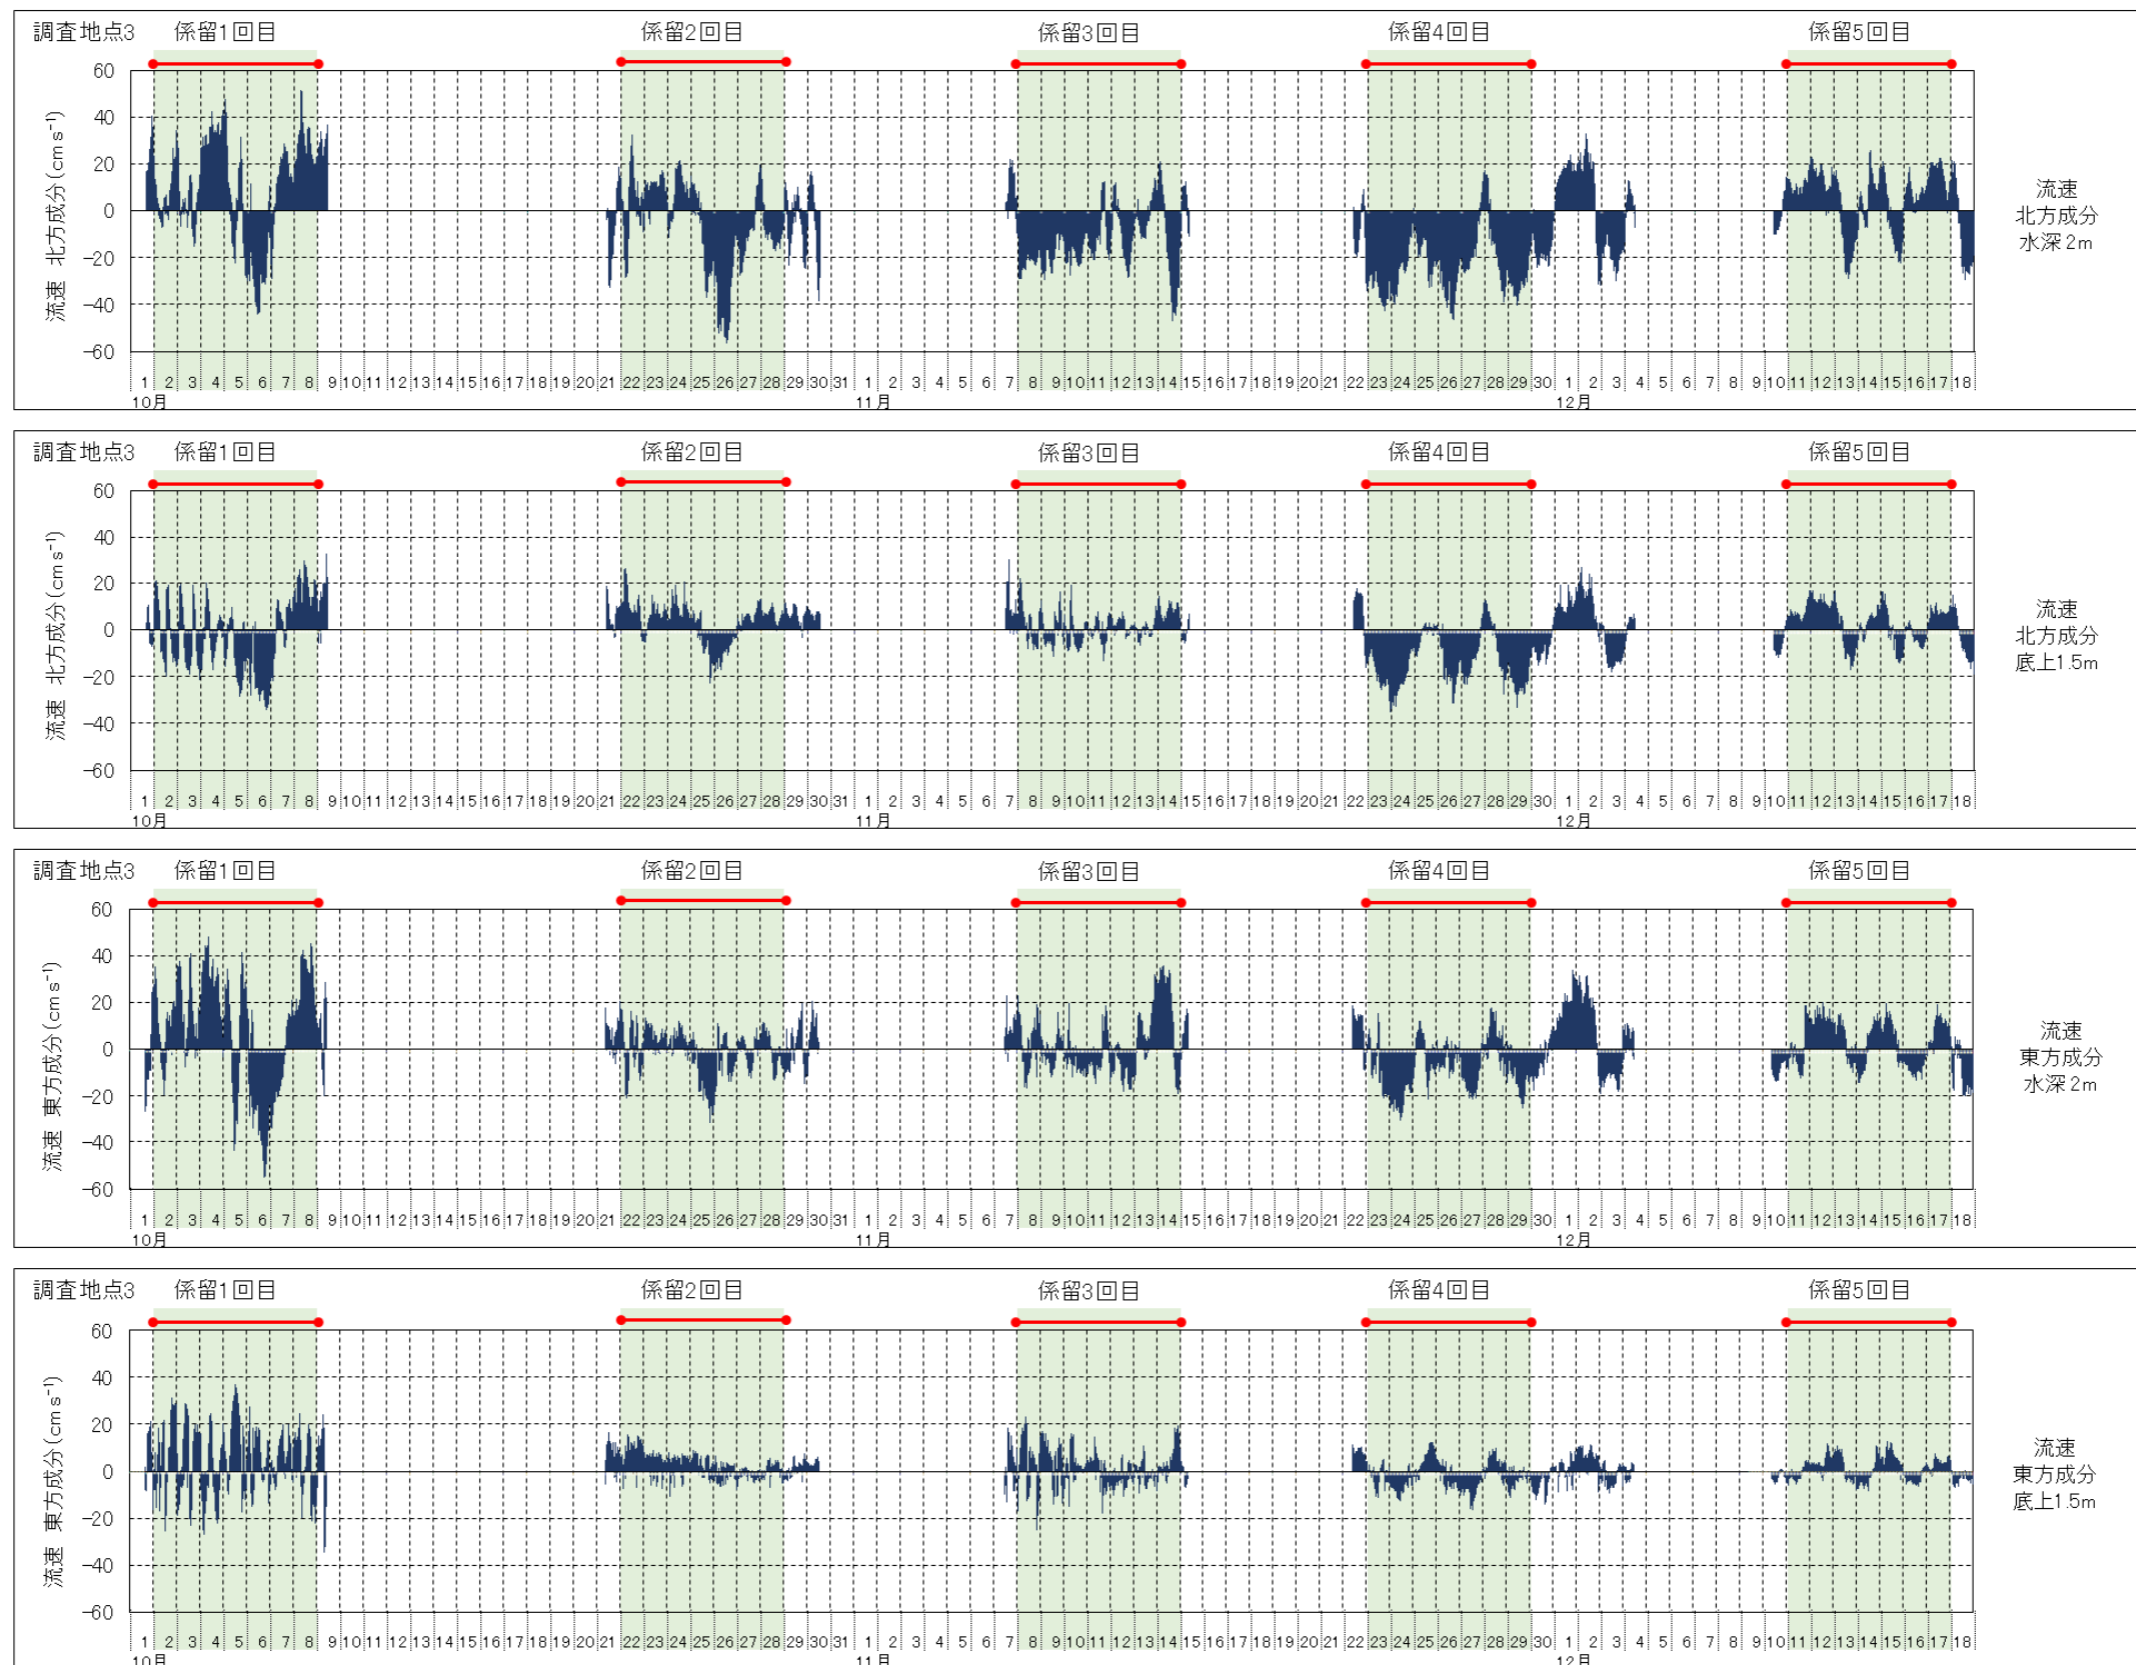 調査地点3 係留1回目 係留2回目 係留3回目 係留4回目 係留5回目
60
40
20
0
-20
-40
-60
流速 北方成分(cm s⁻¹)
流速
北方成分
水深2m
1 2 3 4 5 6 7 8 9 10 11 12 13 14 15 16 17 18 19 20 21 22 23 24 25 26 27 28 29 30 31 1 2 3 4 5 6 7 8 9 10 11 12 13 14 15 16 17 18 19 20 21 22 23 24 25 26 27 28 29 30 1 2 3 4 5 6 7 8 9 10 11 12 13 14 15 16 17 18
10月 11月 12月
調査地点3 係留1回目 係留2回目 係留3回目 係留4回目 係留5回目
60
40
20
0
-20
-40
-60
流速 北方成分(cm s⁻¹)
流速
北方成分
底上1.5m
1 2 3 4 5 6 7 8 9 10 11 12 13 14 15 16 17 18 19 20 21 22 23 24 25 26 27 28 29 30 31 1 2 3 4 5 6 7 8 9 10 11 12 13 14 15 16 17 18 19 20 21 22 23 24 25 26 27 28 29 30 1 2 3 4 5 6 7 8 9 10 11 12 13 14 15 16 17 18
10月 11月 12月
調査地点3 係留1回目 係留2回目 係留3回目 係留4回目 係留5回目
60
40
20
0
-20
-40
-60
流速 東方成分(cm s⁻¹)
流速
東方成分
水深2m
1 2 3 4 5 6 7 8 9 10 11 12 13 14 15 16 17 18 19 20 21 22 23 24 25 26 27 28 29 30 31 1 2 3 4 5 6 7 8 9 10 11 12 13 14 15 16 17 18 19 20 21 22 23 24 25 26 27 28 29 30 1 2 3 4 5 6 7 8 9 10 11 12 13 14 15 16 17 18
10月 11月 12月
調査地点3 係留1回目 係留2回目 係留3回目 係留4回目 係留5回目
60
40
20
0
-20
-40
-60
流速 東方成分(cm s⁻¹)
流速
東方成分
底上1.5m
1 2 3 4 5 6 7 8 9 10 11 12 13 14 15 16 17 18 19 20 21 22 23 24 25 26 27 28 29 30 31 1 2 3 4 5 6 7 8 9 10 11 12 13 14 15 16 17 18 19 20 21 22 23 24 25 26 27 28 29 30 1 2 3 4 5 6 7 8 9 10 11 12 13 14 15 16 17 18
10月 11月 12月